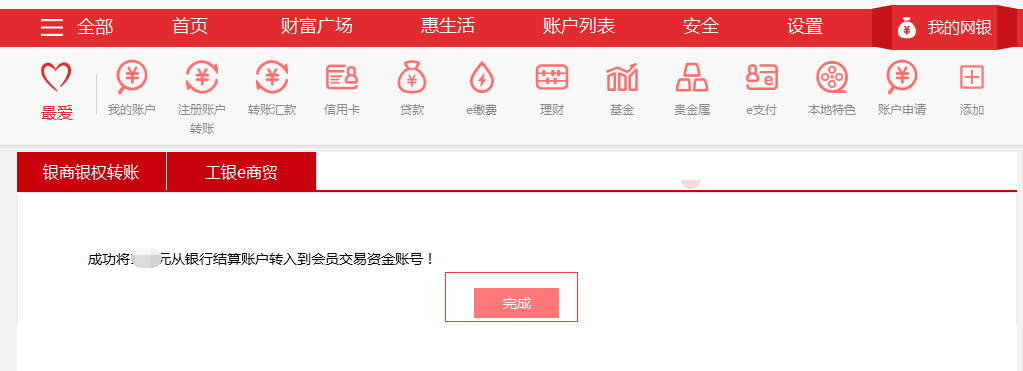 全部 首页 财富广场 惠生活 账户列表 安全 设置 我的网银
最爱 我的账户 注册账户 转账汇款 信用卡 贷款 e缴费 理财 基金 贵金属 e支付 本地特色 账户申请 添加
转账
银商银权转账 工银e商贸
成功将 元从银行结算账户转入到会员交易资金账号！
完成